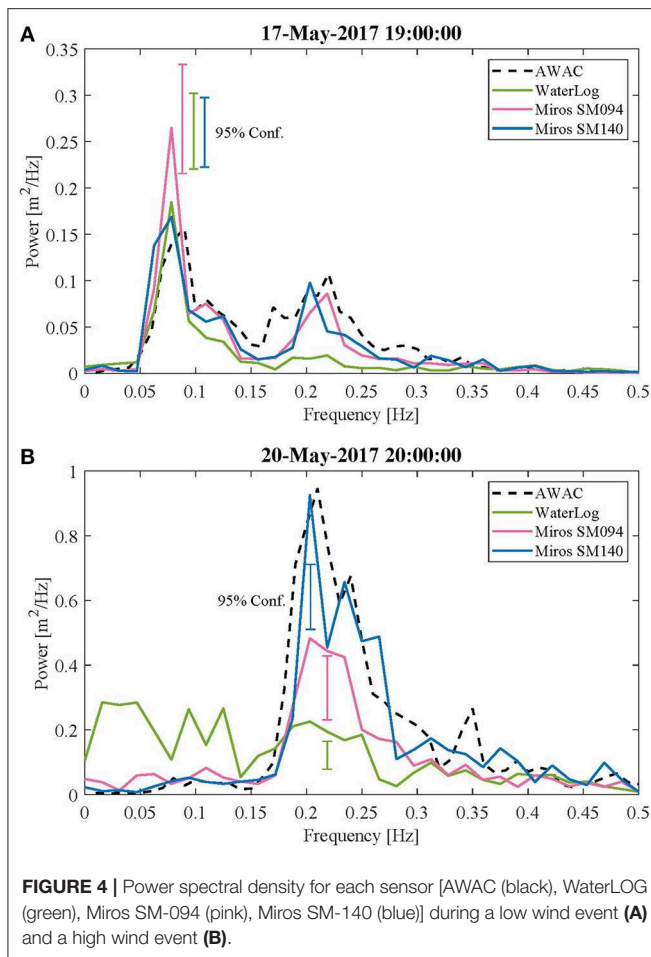 A
17-May-2017 19:00:00
0.35
0.3
0.25
0.2
0.15
0.1
0.05
0
Power [m²/Hz]
95% Conf.
AWAC
WaterLog
Miros SM094
Miros SM140
0 0.05 0.1 0.15 0.2 0.25 0.3 0.35 0.4 0.45 0.5
Frequency [Hz]
B
20-May-2017 20:00:00
1
0.8
0.6
0.4
0.2
0
Power [m²/Hz]
95% Conf.
AWAC
WaterLog
Miros SM094
Miros SM140
0 0.05 0.1 0.15 0.2 0.25 0.3 0.35 0.4 0.45 0.5
Frequency [Hz]
FIGURE 4 | Power spectral density for each sensor [AWAC (black), WaterLOG
(green), Miros SM-094 (pink), Miros SM-140 (blue)] during a low wind event (A)
and a high wind event (B).